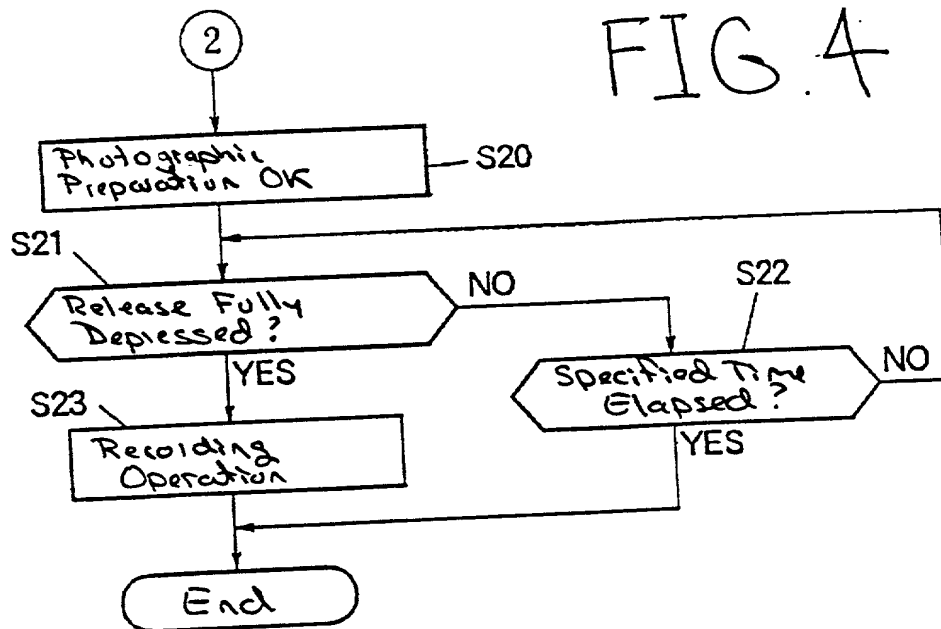 FIG. 4
2
Photographic
Preparation OK
S20
S21
Release Fully
Depressed?
NO
YES
S22
Specified Time
Elapsed?
NO
YES
S23
Recording
Operation
End